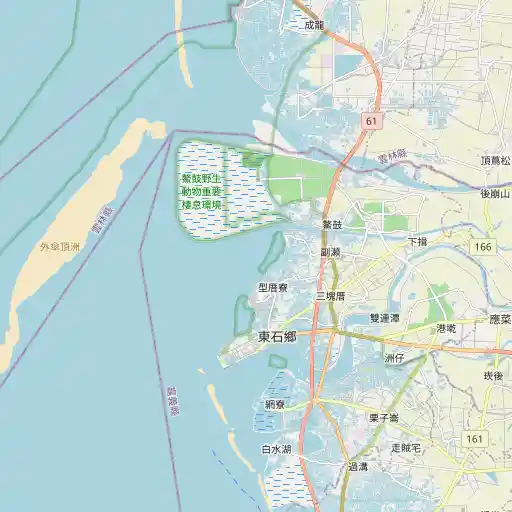 成龍
61
雲林縣
頂蔦松
鰲鼓野生
動物重要
棲息環境
後崩山
雲林縣
鰲鼓
外傘頂洲
下揖
166
副瀨
型厝寮
三塊厝
雙連潭
應菜
港墘
東石鄉
洲仔
崁後
嘉義縣
網寮
栗子崙
161
白水湖
走賊宅
過溝